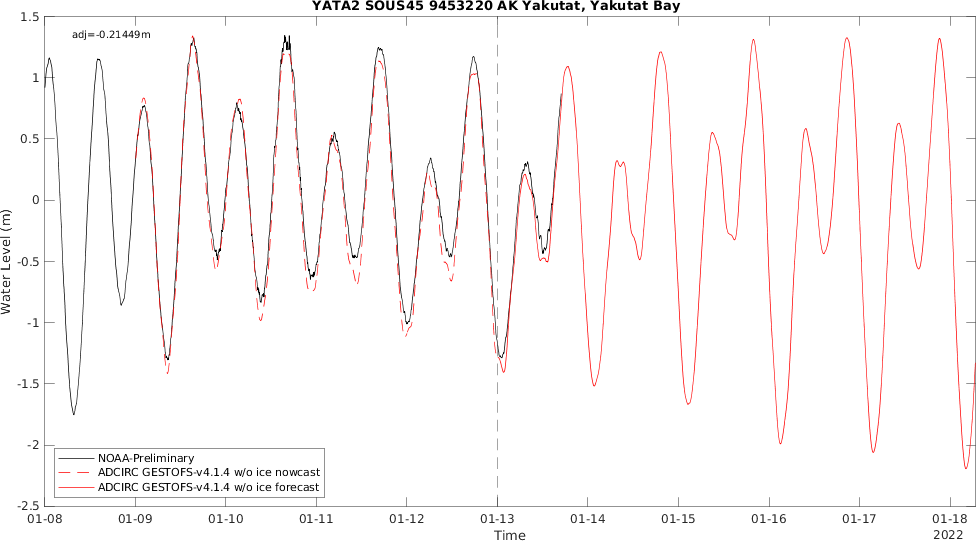 YATA2 SOUS45 9453220 AK Yakutat, Yakutat Bay
adj=-0.21449m
1.5
1
0.5
0
-0.5
-1
-1.5
-2
-2.5
Water Level (m)
NOAA-Preliminary
ADCIRC GESTOFS-v4.1.4 w/o ice nowcast
ADCIRC GESTOFS-v4.1.4 w/o ice forecast
01-08 01-09 01-10 01-11 01-12 01-13 01-14 01-15 01-16 01-17 01-18
Time
2022